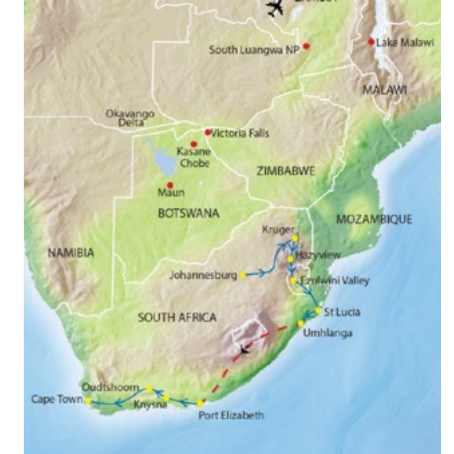 ZAMBIA
South Luangwa NP
Lake Malawi
MALAWI
Okavango
Delta
Victoria Falls
Kasane
Chobe
ZIMBABWE
Maun
BOTSWANA
MOZAMBIQUE
Kruger
NAMIBIA
Hazyview
Johannesburg
Ezulwini Valley
SOUTH AFRICA
St Lucia
Umhlanga
Oudtshoorn
Cape Town
Knysna
Port Elizabeth